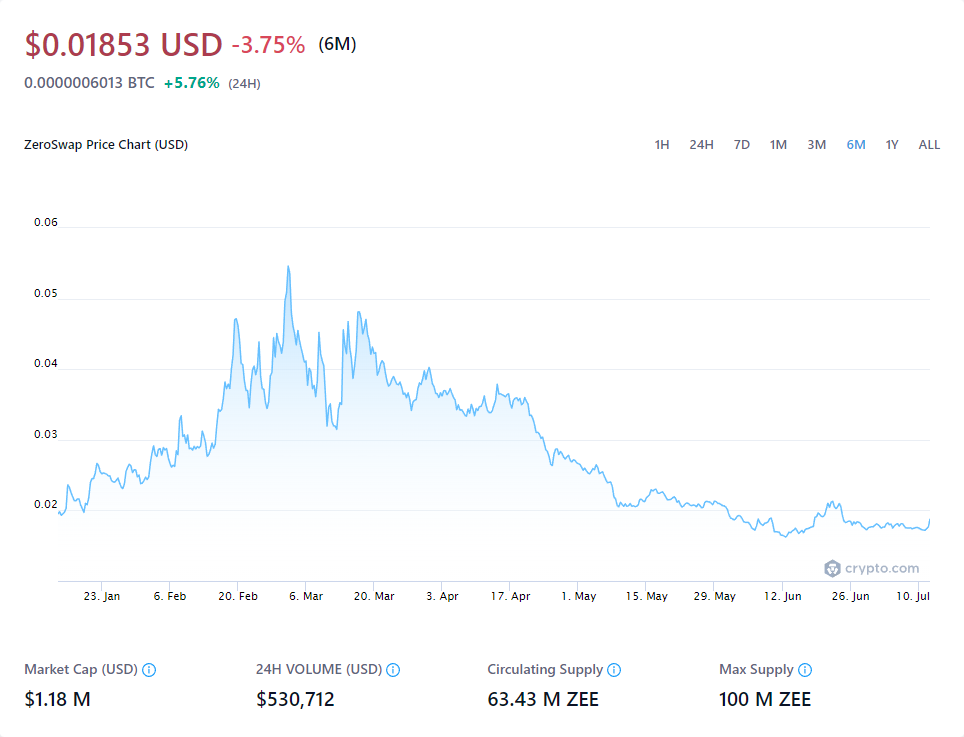 $0.01853 USD -3.75% (6M)
0.0000006013 BTC +5.76% (24H)
ZeroSwap Price Chart (USD) 1H 24H 7D 1M 3M 6M 1Y ALL
0.06
0.05
0.04
0.03
0.02
crypto.com
23. Jan 6. Feb 20. Feb 6. Mar 20. Mar 3. Apr 17. Apr 1. May 15. May 29. May 12. Jun 26. Jun 10. Jul
Market Cap (USD) 24H VOLUME (USD) Circulating Supply Max Supply
$1.18 M $530,712 63.43 M ZEE 100 M ZEE